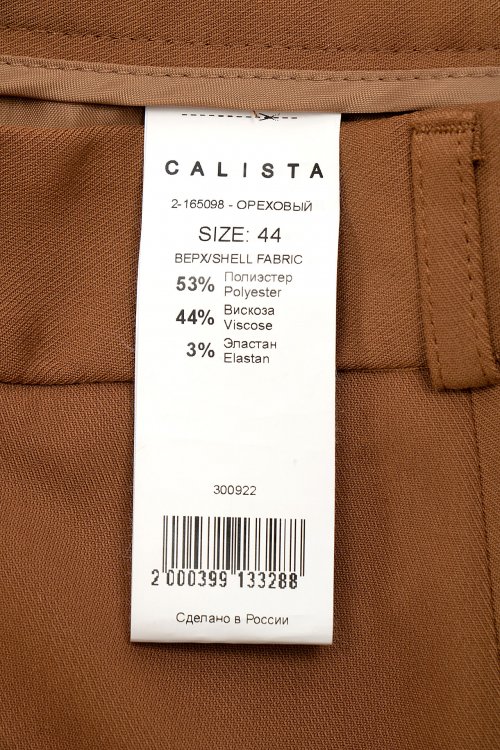 CALISTA
2-165098 - ОРЕХОВЫЙ
SIZE: 44
ВЕРХ/SHELL FABRIC
53% Полиэстер
Polyester
44% Вискоза
Viscose
3% Эластан
Elastan
300922
2 000399 133288
Сделано в России